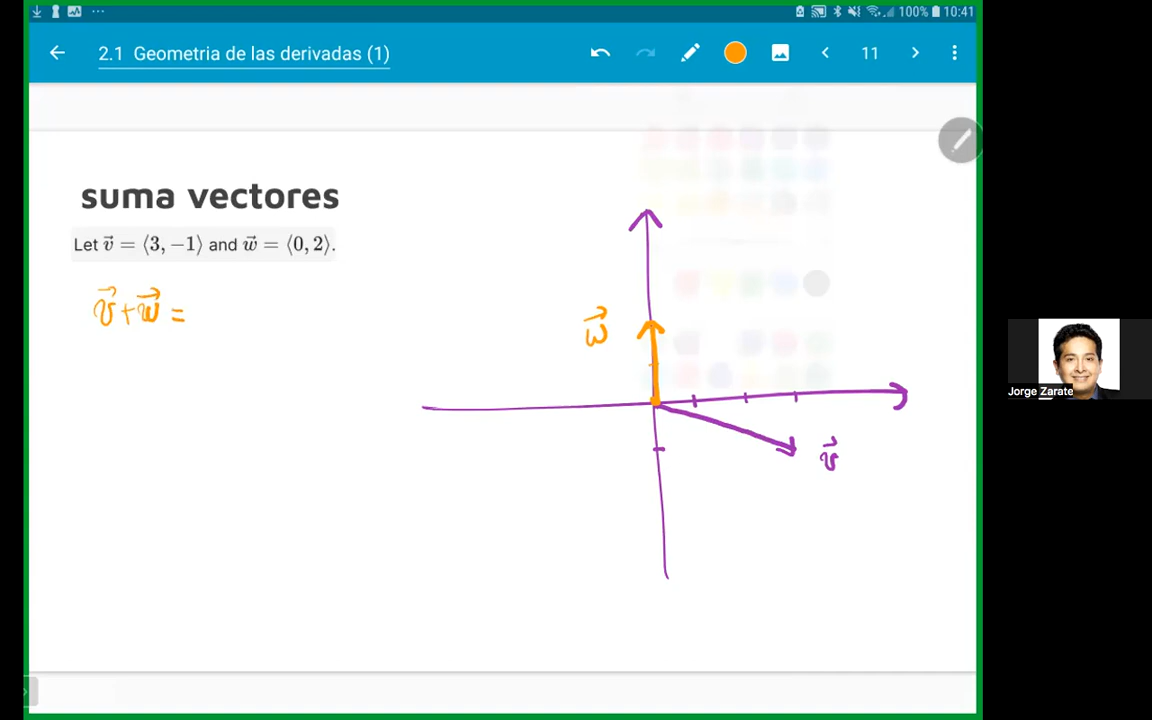 100% 10:41
2.1 Geometria de las derivadas (1)
11
suma vectores
Let v⃗ = ⟨3, −1⟩ and w⃗ = ⟨0, 2⟩.
v⃗ + w⃗ =
w⃗
v⃗
Jorge Zarate